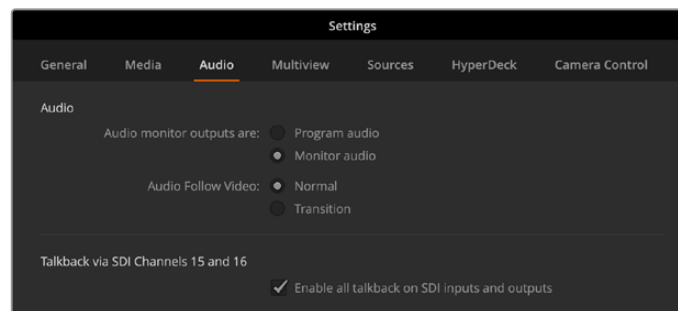 Settings
General Media Audio Multiview Sources HyperDeck Camera Control
Audio
Audio monitor outputs are: Program audio
Monitor audio
Audio Follow Video: Normal
Transition
Talkback via SDI Channels 15 and 16
Enable all talkback on SDI inputs and outputs